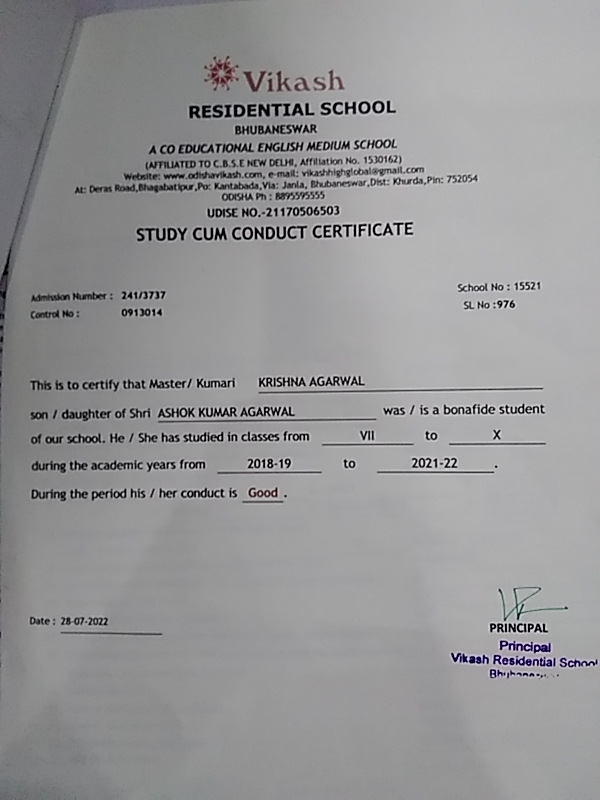 Vikash
RESIDENTIAL SCHOOL
BHUBANESWAR
A CO EDUCATIONAL ENGLISH MEDIUM SCHOOL
(AFFILIATED TO C.B.S.E NEW DELHI, Affiliation No. 1530162)
Website: www.odishavikash.com, e-mail: vikashhighglobal@gmail.com
At: Deras Road,Bhagabatipur,Po: Kantabada,Via: Janla, Bhubaneswar,Dist: Khurda,Pin: 752054
ODISHA Ph : 8895595555
UDISE NO.-21170506503
STUDY CUM CONDUCT CERTIFICATE
Admission Number : 241/3737 School No : 15521
Control No : 0913014 SL No :976
This is to certify that Master/ Kumari KRISHNA AGARWAL
son / daughter of Shri ASHOK KUMAR AGARWAL was / is a bonafide student
of our school. He / She has studied in classes from VII to X
during the academic years from 2018-19 to 2021-22 .
During the period his / her conduct is Good .
Date : 28-07-2022
PRINCIPAL
Principal
Vikash Residential School